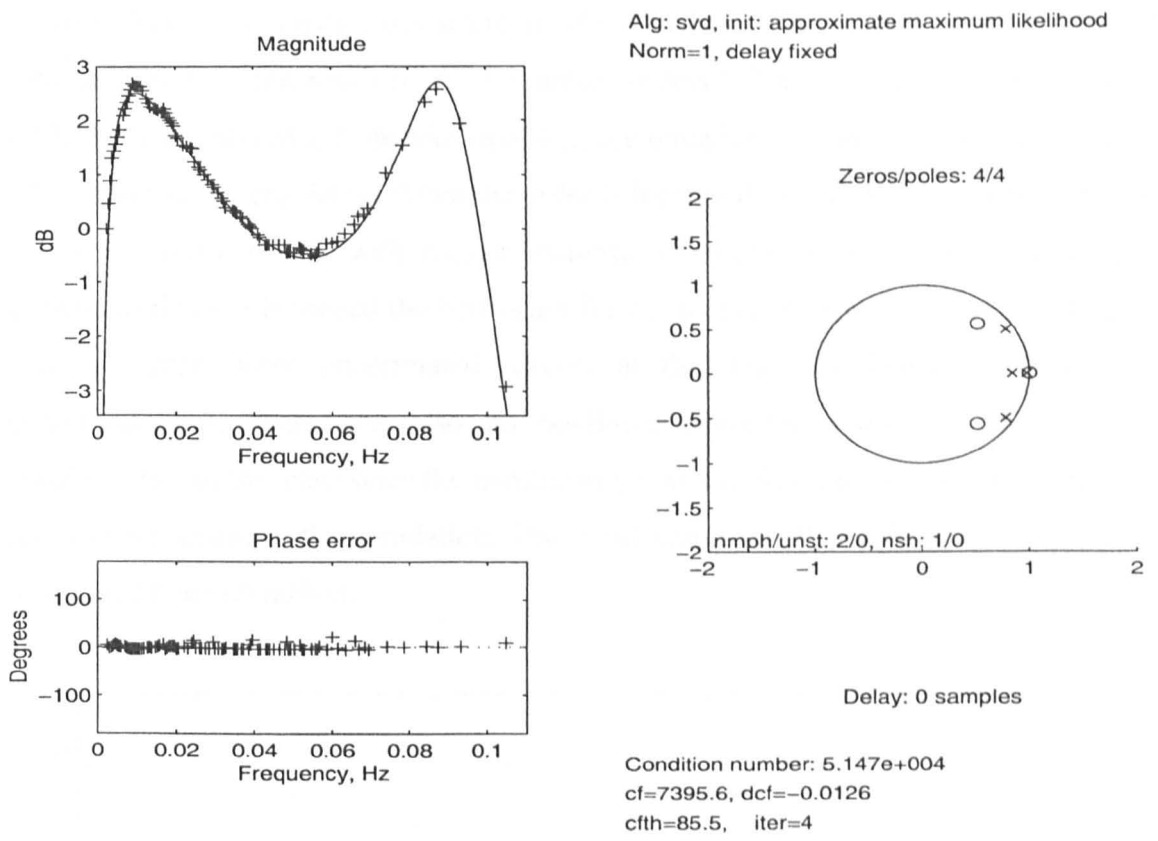 Alg: svd, init: approximate maximum likelihood
Norm=1, delay fixed
Magnitude
3
2
1
0
−1
−2
−3
dB
0
0.02
0.04
0.06
0.08
0.1
Frequency, Hz
Zeros/poles: 4/4
2
1.5
1
0.5
0
−0.5
−1
−1.5
−2
nmph/unst: 2/0, nsh: 1/0
−2
−1
0
1
2
Phase error
100
0
−100
Degrees
0
0.02
0.04
0.06
0.08
0.1
Frequency, Hz
Delay: 0 samples
Condition number: 5.147e+004
cf=7395.6, dcf=−0.0126
cfth=85.5, iter=4